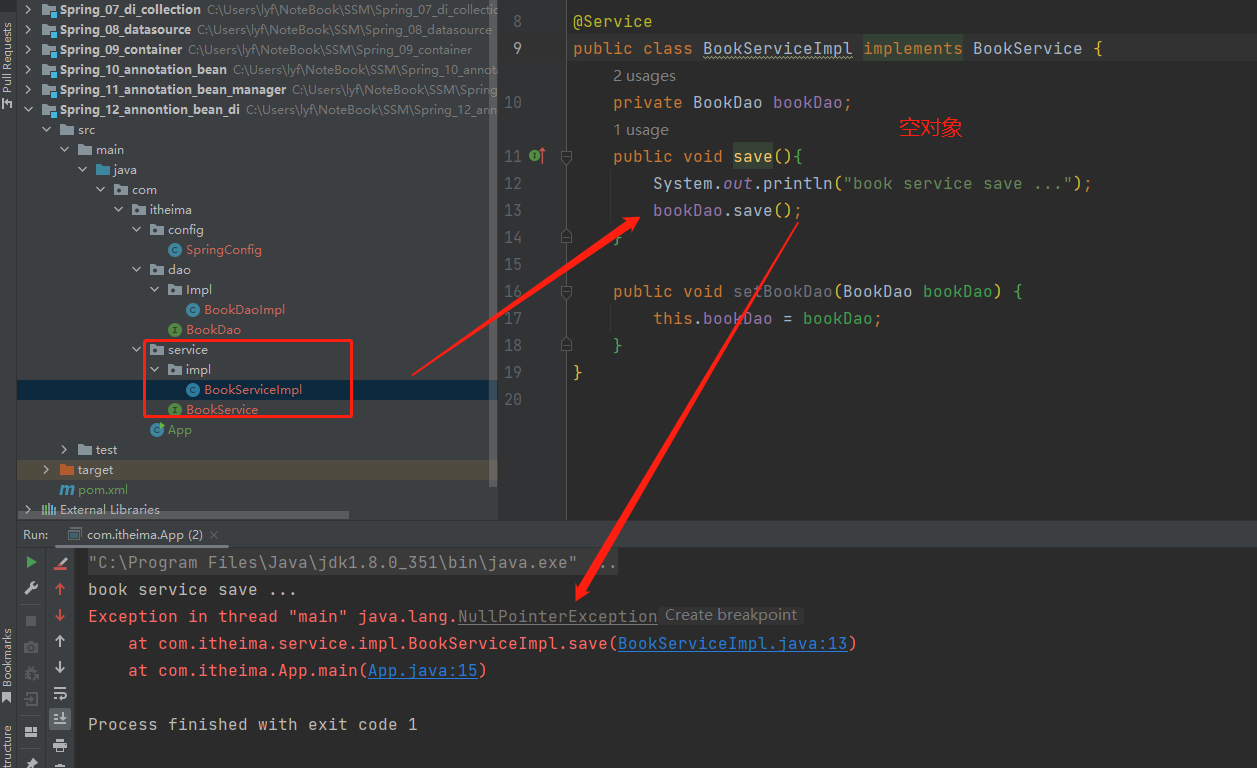 Pull Requests
Spring_07_di_collection C:\Users\lyf\NoteBook\SSM\Spring_07_di_collectic
Spring_08_datasource C:\Users\lyf\NoteBook\SSM\Spring_08_datasource
Spring_09_container C:\Users\lyf\NoteBook\SSM\Spring_09_container
Spring_10_annotation_bean C:\Users\lyf\NoteBook\SSM\Spring_10_annota
Spring_11_annotation_bean_manager C:\Users\lyf\NoteBook\SSM\Spring
Spring_12_annontion_bean_di C:\Users\lyf\NoteBook\SSM\Spring_12_ann
src
main
java
com
itheima
config
SpringConfig
dao
Impl
BookDaoImpl
BookDao
service
impl
BookServiceImpl
BookService
App
test
target
pom.xml
External Libraries
8 @Service
9 public class BookServiceImpl implements BookService {
2 usages
10 private BookDao bookDao;
空对象
1 usage
11 public void save(){
12 System.out.println("book service save ...");
13 bookDao.save();
14 }
15
16 public void setBookDao(BookDao bookDao) {
17 this.bookDao = bookDao;
18 }
19 }
20
Run: com.itheima.App (2)
"C:\Program Files\Java\jdk1.8.0_351\bin\java.exe" ...
book service save ...
Exception in thread "main" java.lang.NullPointerException Create breakpoint
at com.itheima.service.impl.BookServiceImpl.save(BookServiceImpl.java:13)
at com.itheima.App.main(App.java:15)
Process finished with exit code 1
Bookmarks
tructure